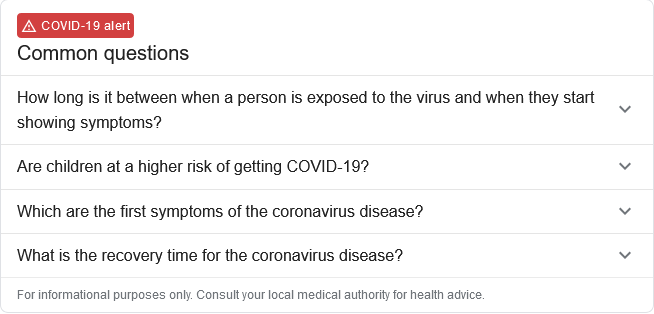 COVID-19 alert
Common questions
How long is it between when a person is exposed to the virus and when they start
showing symptoms?
Are children at a higher risk of getting COVID-19?
Which are the first symptoms of the coronavirus disease?
What is the recovery time for the coronavirus disease?
For informational purposes only. Consult your local medical authority for health advice.